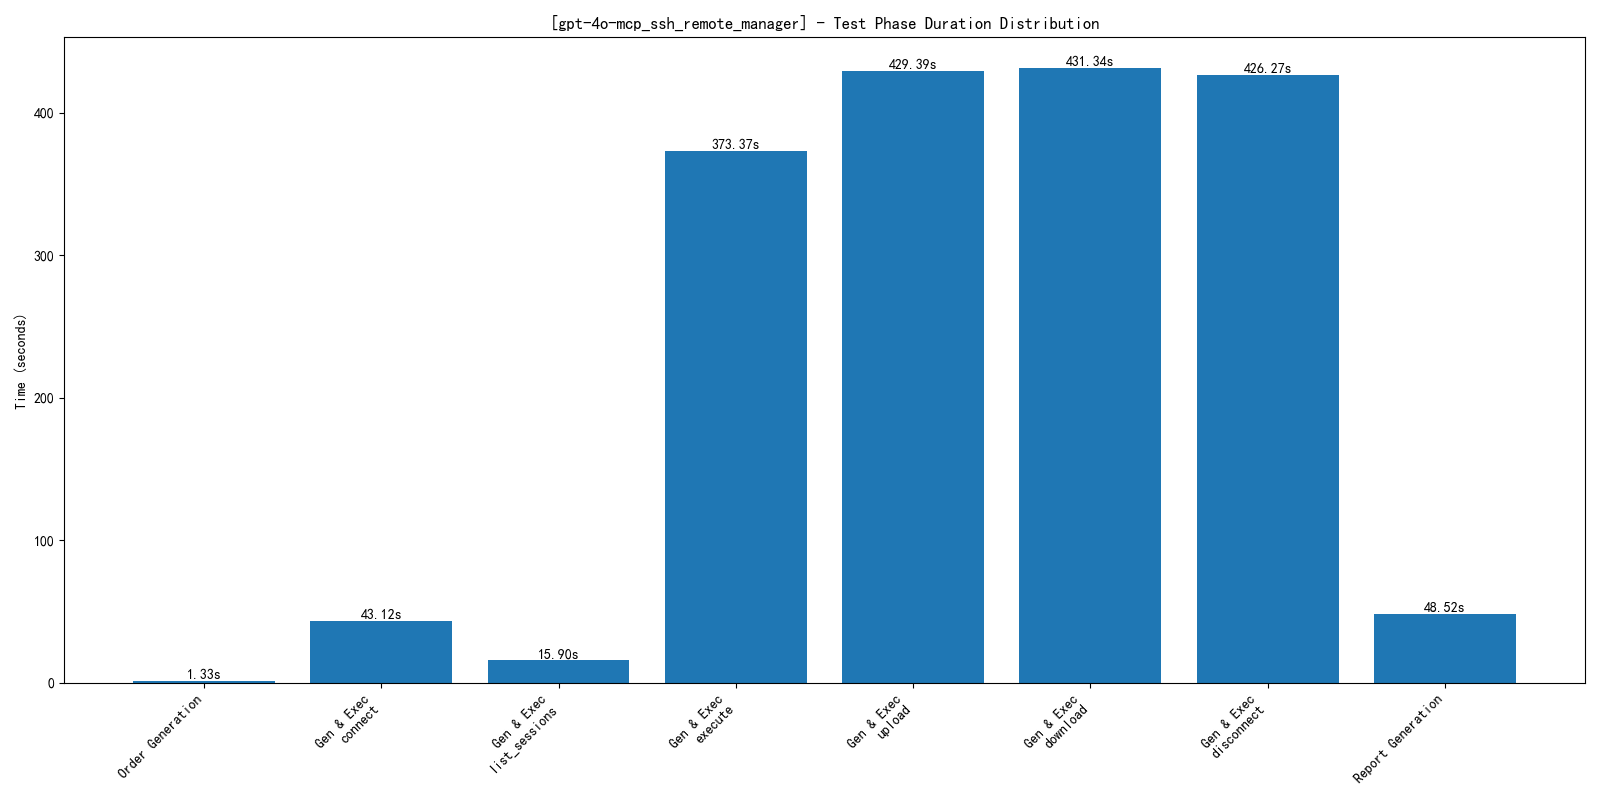 [gpt-4o-mcp_ssh_remote_manager] - Test Phase Duration Distribution
Time (seconds)
400
300
200
100
0
1.33s
43.12s
15.90s
373.37s
429.39s
431.34s
426.27s
48.52s
Order Generation
Gen & Exec
connect
Gen & Exec
list_sessions
Gen & Exec
execute
Gen & Exec
upload
Gen & Exec
download
Gen & Exec
disconnect
Report Generation